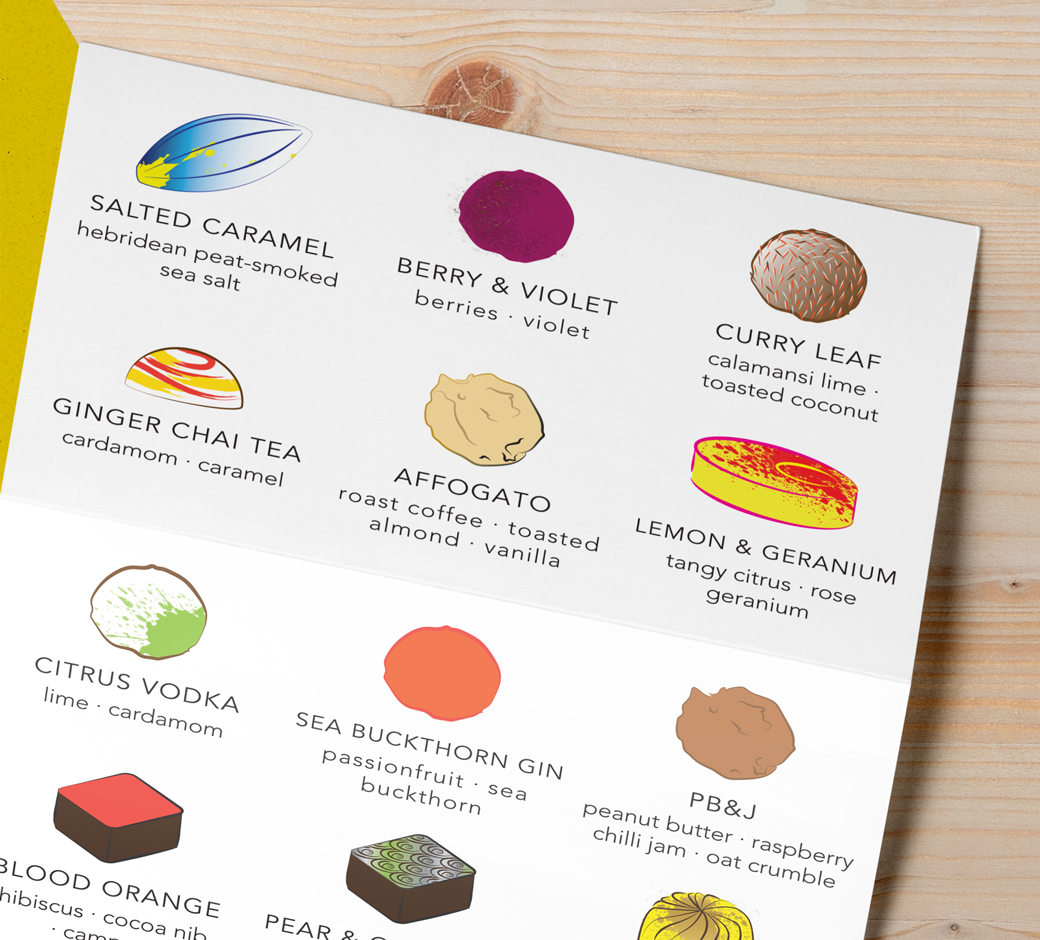 SALTED CARAMEL
hebridean peat-smoked
sea salt
BERRY & VIOLET
berries · violet
CURRY LEAF
calamansi lime ·
toasted coconut
GINGER CHAI TEA
cardamom · caramel
AFFOGATO
roast coffee · toasted
almond · vanilla
LEMON & GERANIUM
tangy citrus · rose
geranium
CITRUS VODKA
lime · cardamom
SEA BUCKTHORN GIN
passionfruit · sea
buckthorn
PB&J
peanut butter · raspberry
chilli jam · oat crumble
BLOOD ORANGE
hibiscus · cocoa nib
·
PEAR &